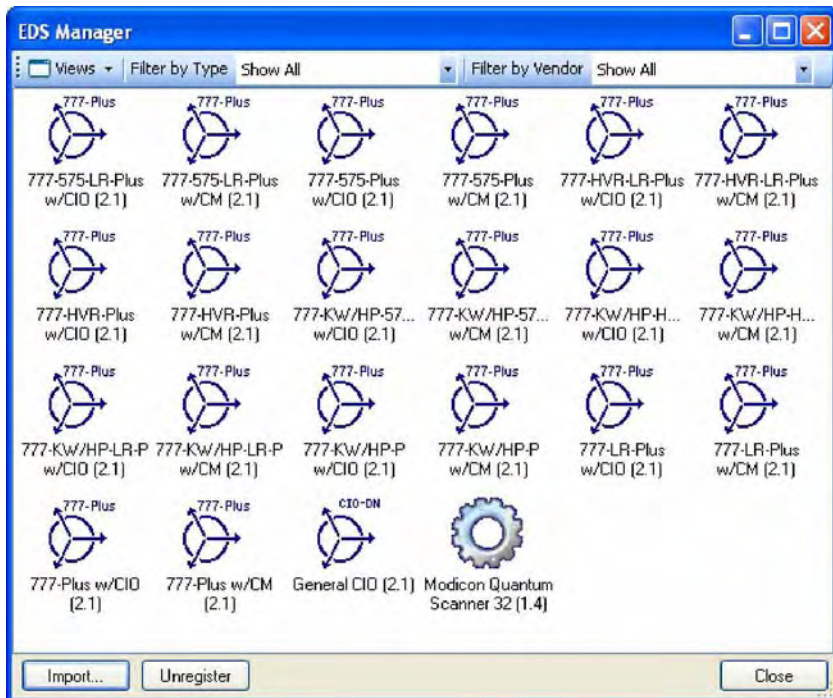 EDS Manager
Views Filter by Type Show All Filter by Vendor Show All
777-Plus 777-Plus 777-Plus 777-Plus 777-Plus 777-Plus
777-575-LR-Plus 777-575-LR-Plus 777-575-Plus 777-575-Plus 777-HVR-LR-Plus 777-HVR-LR-Plus
w/CIO (2.1) w/CM (2.1) w/CIO (2.1) w/CM (2.1) w/CIO (2.1) w/CM (2.1)
777-Plus 777-Plus 777-Plus 777-Plus 777-Plus 777-Plus
777-HVR-Plus 777-HVR-Plus 777-KW/HP-57... 777-KW/HP-57... 777-KW/HP-H... 777-KW/HP-H...
w/CIO (2.1) w/CM (2.1) w/CIO (2.1) w/CM (2.1) w/CIO (2.1) w/CM (2.1)
777-Plus 777-Plus 777-Plus 777-Plus 777-Plus 777-Plus
777-KW/HP-LR-P 777-KW/HP-LR-P 777-KW/HP-P 777-KW/HP-P 777-LR-Plus 777-LR-Plus
w/CIO (2.1) w/CM (2.1) w/CIO (2.1) w/CM (2.1) w/CIO (2.1) w/CM (2.1)
777-Plus 777-Plus CIO-DN
777-Plus w/CIO 777-Plus w/CM General CIO (2.1) Modicon Quantum
(2.1) (2.1) Scanner 32 (1.4)
Import... Unregister Close